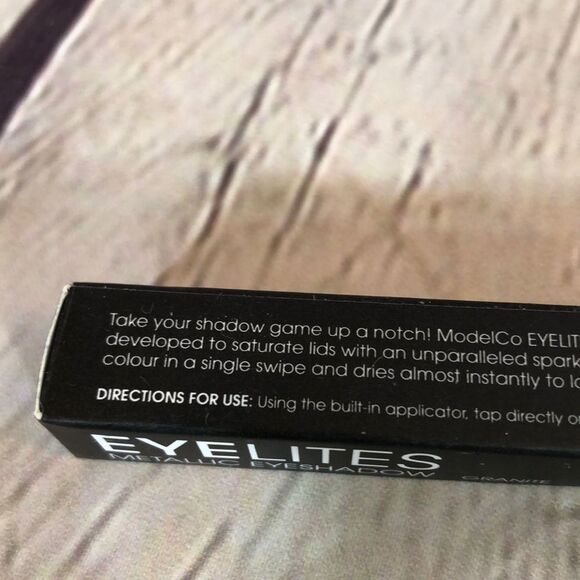 Take your shadow game up a notch! ModelCo EYELIT
developed to saturate lids with an unparalleled spark
colour in a single swipe and dries almost instantly to lo
DIRECTIONS FOR USE: Using the built-in applicator, tap directly o
EYELITES
METALLIC EYESHADOW GRANITE